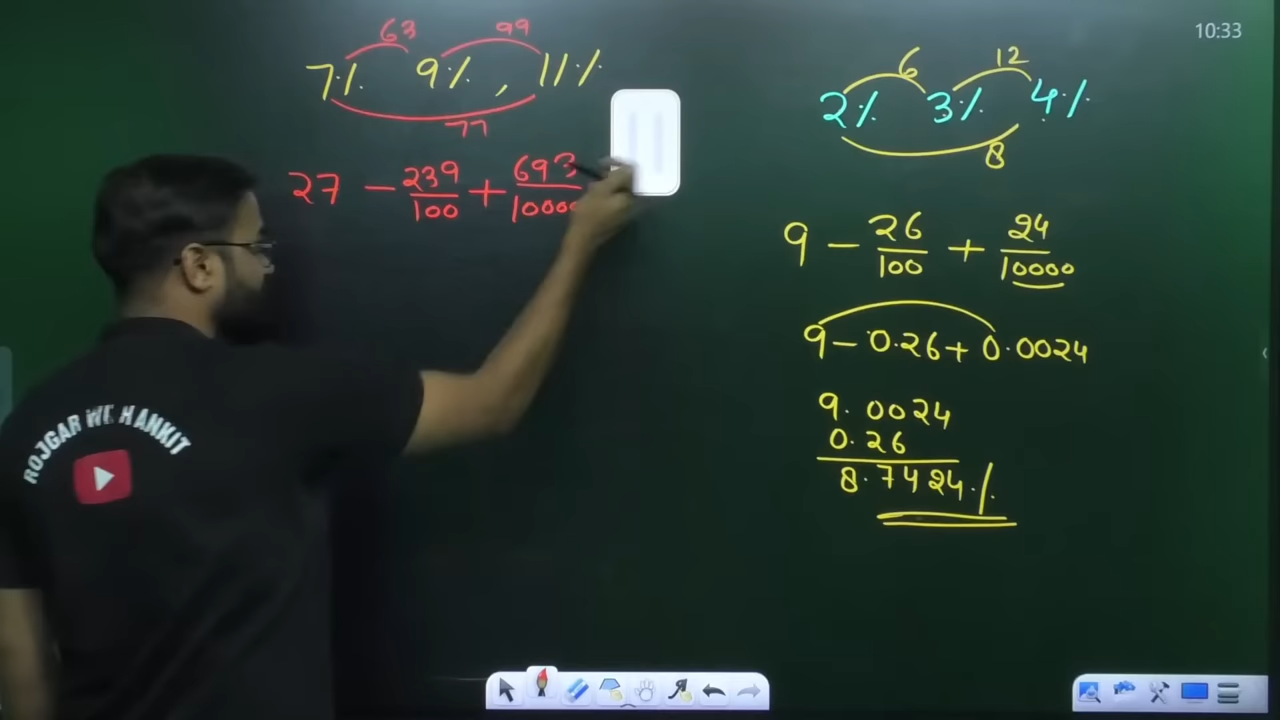 10:33
63 99
7% 9% , 11%
77
27 - 239/100 + 693/10000
6 12
2% 3% 4%
8
9 - 26/100 + 24/10000
9 - 0.26 + 0.0024
9.0024
0.26
8.7424%
ROJGAR WITH ANKIT